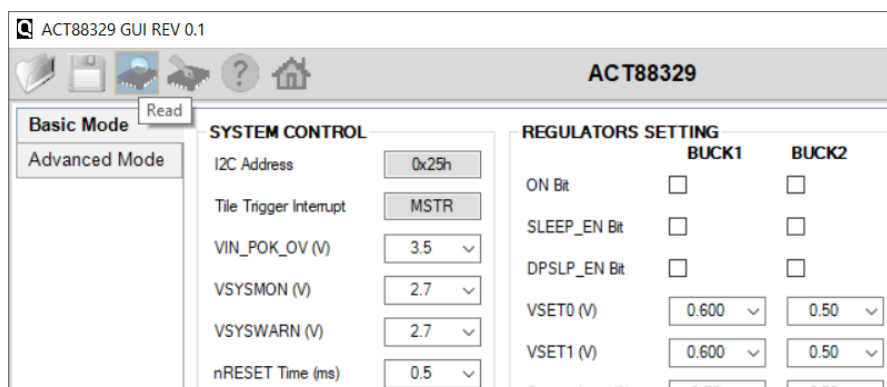 ACT88329 GUI REV 0.1
ACT88329
Read
Basic Mode
Advanced Mode
SYSTEM CONTROL
I2C Address 0x25h
Tile Trigger Interrupt MSTR
VIN_POK_OV (V) 3.5
VSYSMON (V) 2.7
VSYSWARN (V) 2.7
nRESET Time (ms) 0.5
REGULATORS SETTING
BUCK1 BUCK2
ON Bit
SLEEP_EN Bit
DPSLP_EN Bit
VSET0 (V) 0.600 0.50
VSET1 (V) 0.600 0.50